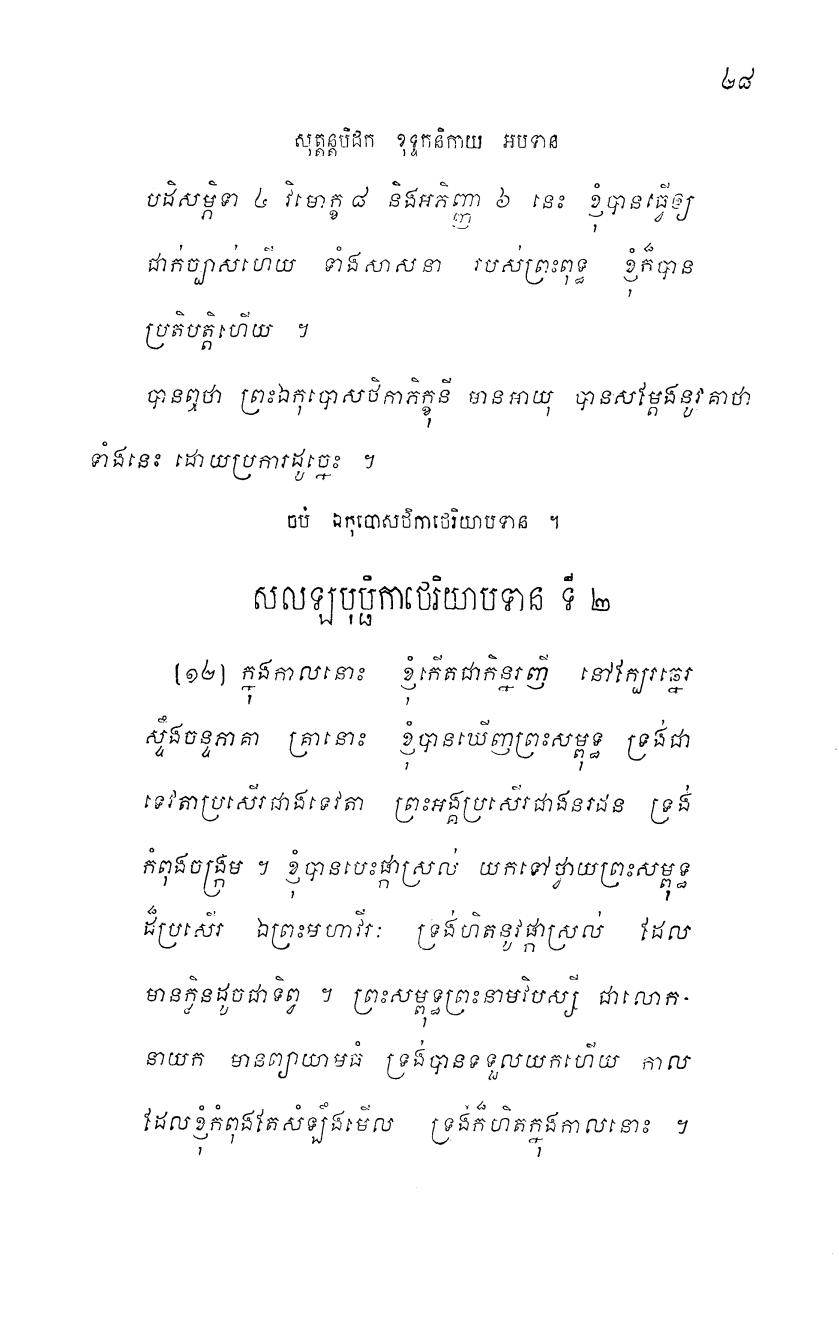 ២៨
សុត្តន្តបិដក ខុទ្ទកនិកាយ អបទាន
បដិសម្ភិទា ៤ វិមោក្ខ ៨ និងអភិញ្ញា ៦ នេះ ខ្ញុំបានធ្វើឲ្យ
ជាក់ច្បាស់ហើយ ទាំងសាសនា របស់ព្រះពុទ្ធ ខ្ញុំក៏បាន
ប្រតិបត្តិហើយ ។
បានឮថា ព្រះឯកុបោសថិកាភិក្ខុនី មានអាយុ បានសម្ដែងនូវគាថា
ទាំងនេះ ដោយប្រការដូច្នេះ ។
ចប់ ឯកុបោសថិកាថេរិយាបទាន ។
សលឡបុប្ផិកាថេរិយាបទាន ទី ២
[១២] ក្នុងកាលនោះ ខ្ញុំកើតជាកិន្នរញី នៅក្បែរឆ្នេរ
ស្ទឹងចន្ទភាគា គ្រានោះ ខ្ញុំបានឃើញព្រះសម្ពុទ្ធ ទ្រង់ជា
ទេវតាប្រសើរជាងទេវតា ព្រះអង្គប្រសើរជាងនរជន ទ្រង់
កំពុងចង្ក្រម ។ ខ្ញុំបានបេះផ្កាស្រល់ យកទៅថ្វាយព្រះសម្ពុទ្ធ
ដ៏ប្រសើរ ឯព្រះមហាវីរៈ ទ្រង់ហិតនូវផ្កាស្រល់ ដែល
មានក្លិនដូចជាទិព្វ ។ ព្រះសម្ពុទ្ធព្រះនាមវិបស្សី ជាលោក-
នាយក មានព្យាយាមធំ ទ្រង់បានទទួលយកហើយ កាល
ដែលខ្ញុំកំពុងតែសំឡឹងមើល ទ្រង់ក៏ហិតក្នុងកាលនោះ ។